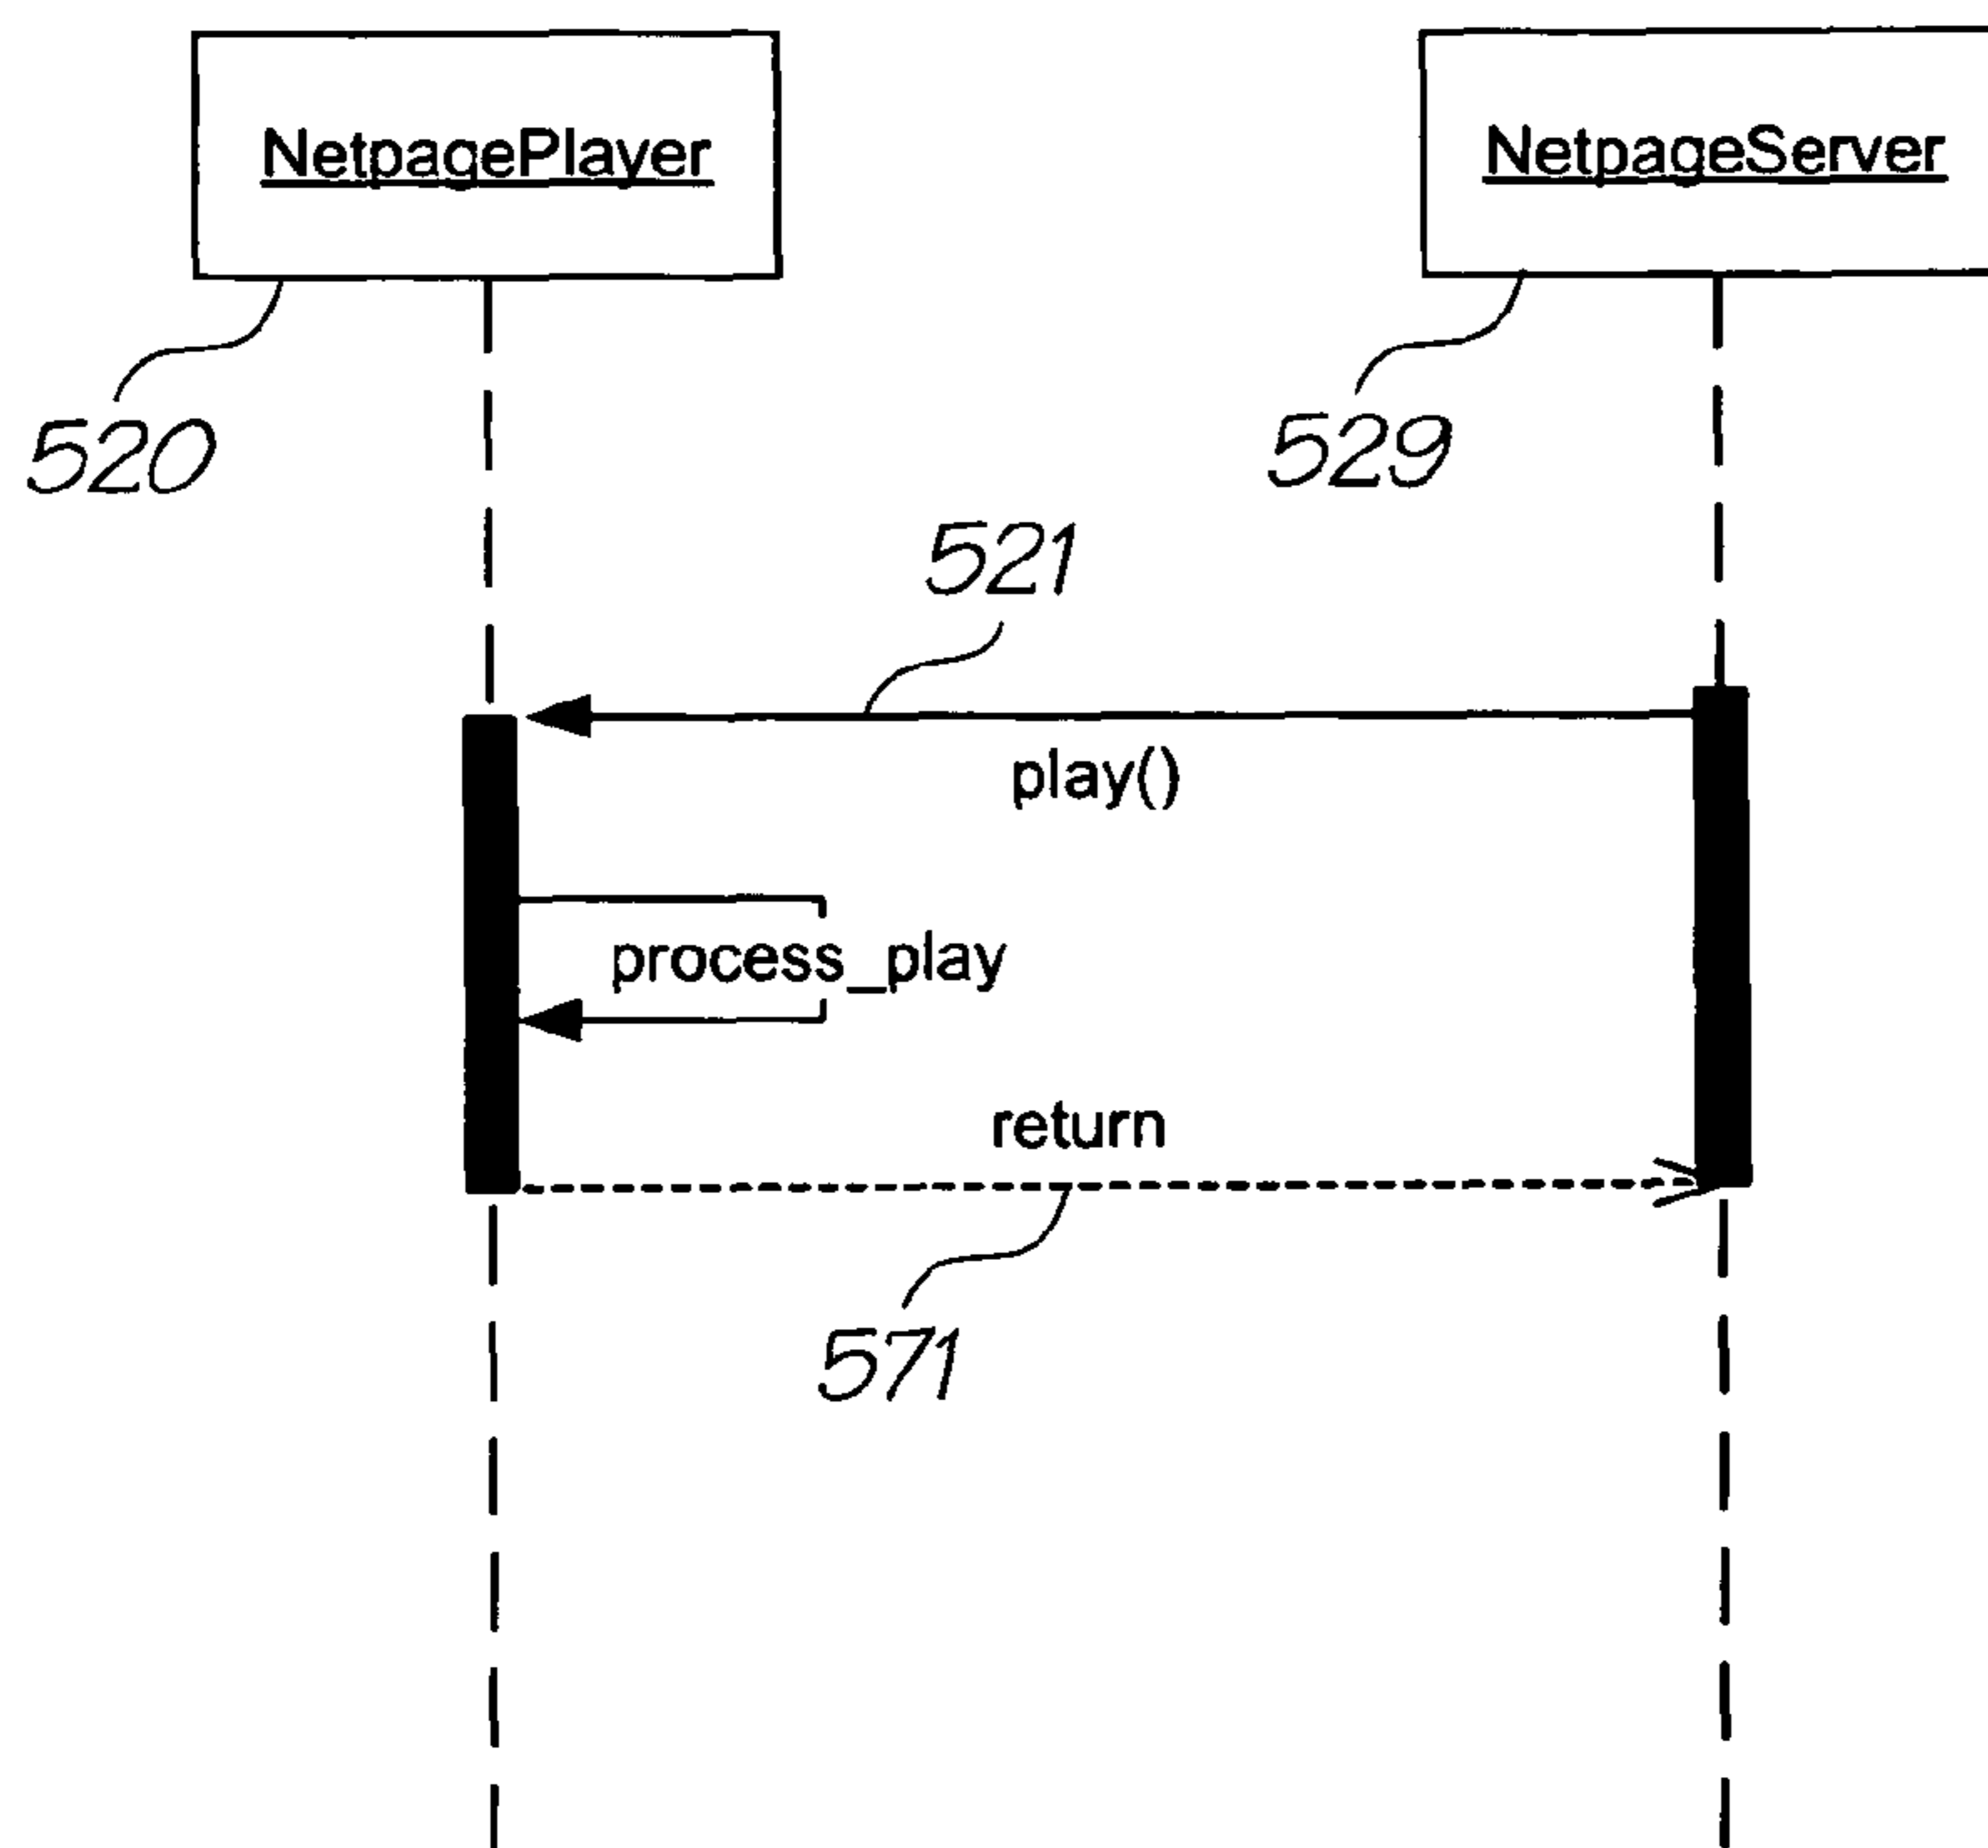 NetpagePlayer
NetpageServer
520
529
521
play()
process_play
return
571